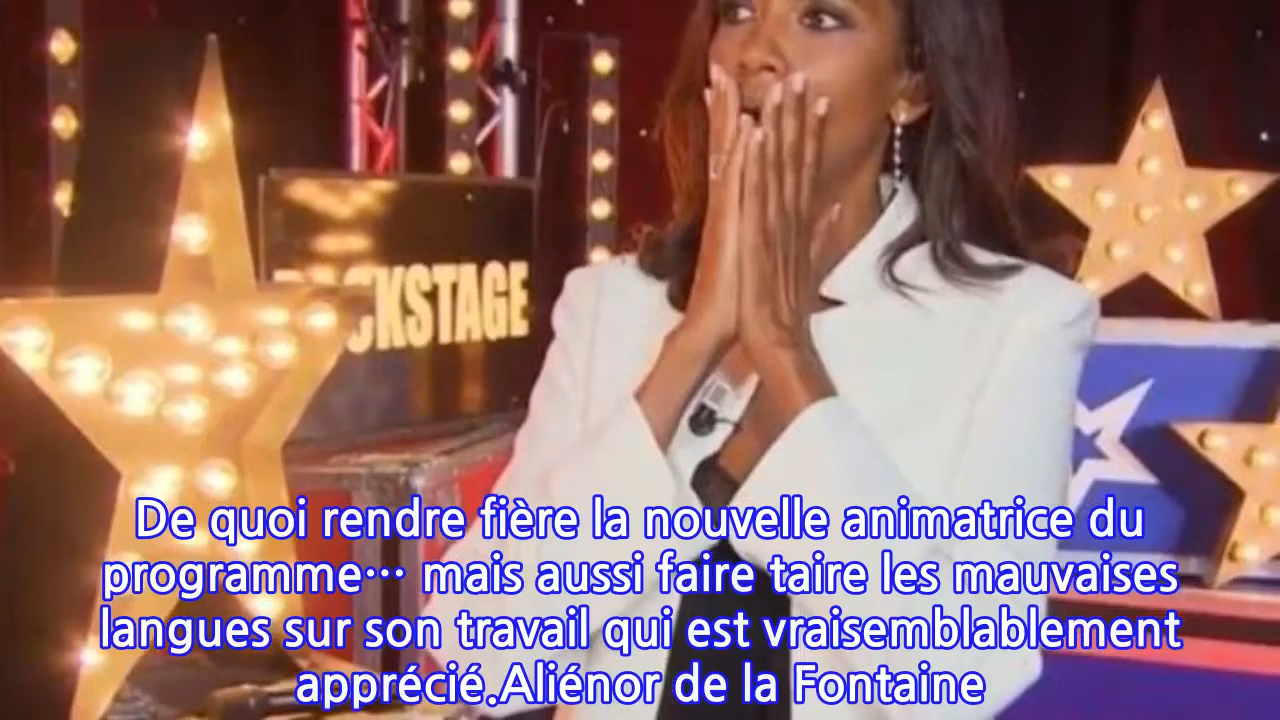 BACKSTAGE
De quoi rendre fière la nouvelle animatrice du
programme… mais aussi faire taire les mauvaises
langues sur son travail qui est vraisemblablement
apprécié.Aliénor de la Fontaine